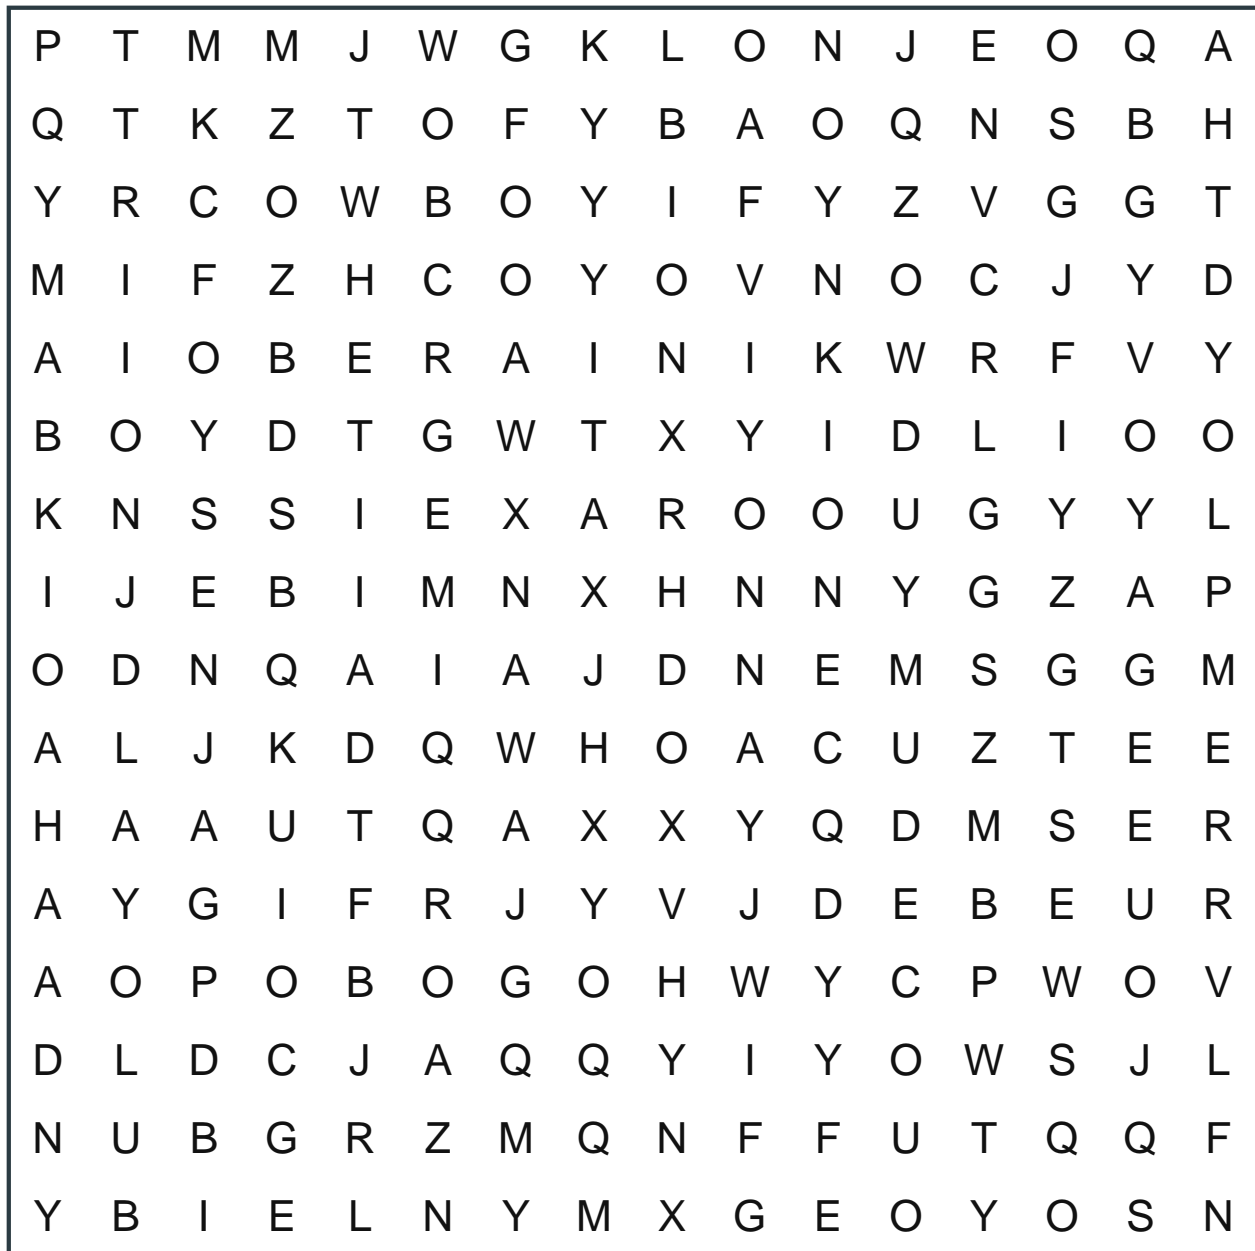 P T M M J W G K L O N J E O Q A
Q T K Z T O F Y B A O Q N S B H
Y R C O W B O Y I F Y Z V G G T
M I F Z H C O Y O V N O C J Y D
A I O B E R A I N I K W R F V Y
B O Y D T G W T X Y I D L I O O
K N S S I E X A R O O U G Y Y L
I J E B I M N X H N N Y G Z A P
O D N Q A I A J D N E M S G G M
A L J K D Q W H O A C U Z T E E
H A A U T Q A X X Y Q D M S E R
A Y G I F R J Y V J D E B E U R
A O P O B O G O H W Y C P W O V
D L D C J A Q Q Y I Y O W S J L
N U B G R Z M Q N F F U T Q Q F
Y B I E L N Y M X G E O Y O S N